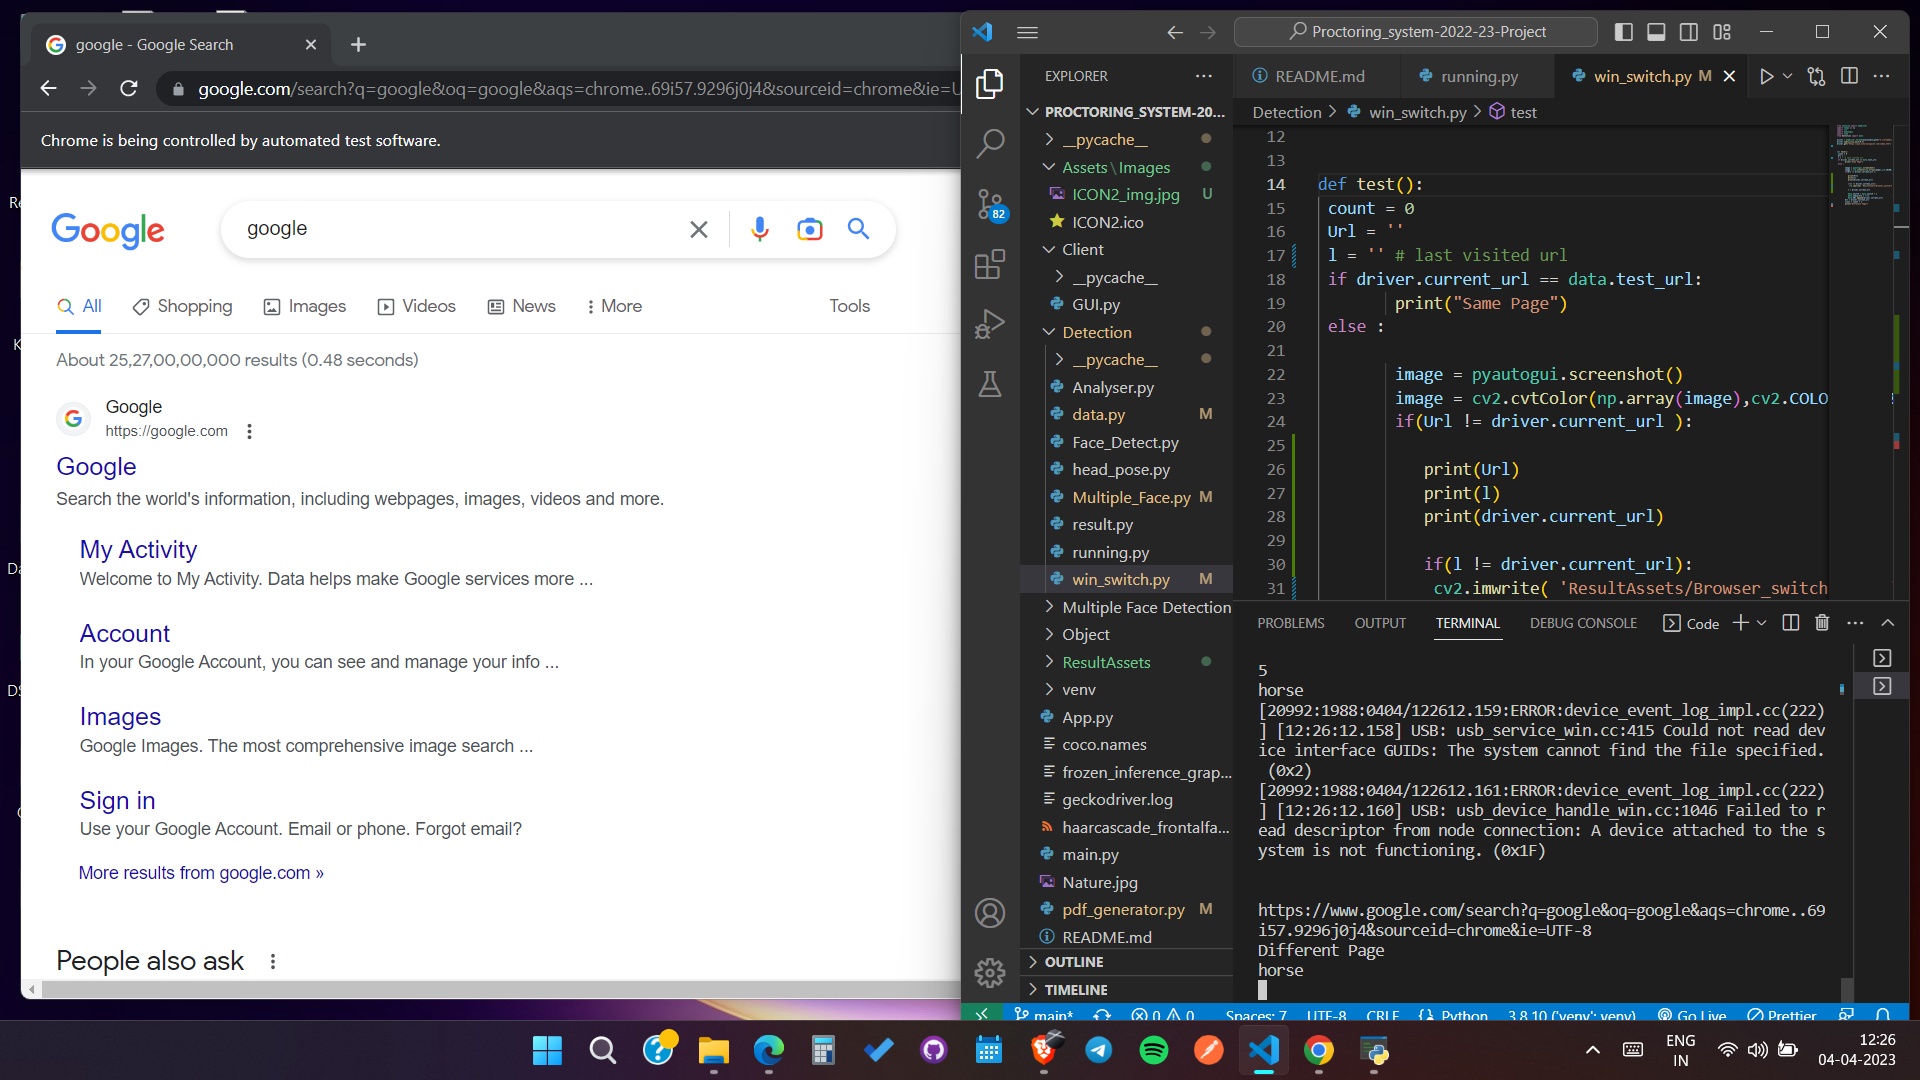 google - Google Search
google.com/search?q=google&oq=google&aqs=chrome..69i57.9296j0j4&sourceid=chrome&ie=U
Chrome is being controlled by automated test software.
Google
google
All
Shopping
Images
Videos
News
More
Tools
About 25,27,00,00,000 results (0.48 seconds)
Google
https://google.com
Google
Search the world's information, including webpages, images, videos and more.
My Activity
Welcome to My Activity. Data helps make Google services more ...
Account
In your Google Account, you can see and manage your info ...
Images
Google Images. The most comprehensive image search ...
Sign in
Use your Google Account. Email or phone. Forgot email?
More results from google.com »
People also ask
Proctoring_system-2022-23-Project
EXPLORER
PROCTORING_SYSTEM-20...
__pycache__
Assets\Images
ICON2_img.jpg U
ICON2.ico
Client
__pycache__
GUI.py
Detection
__pycache__
Analyser.py
data.py M
Face_Detect.py
head_pose.py
Multiple_Face.py M
result.py
running.py
win_switch.py M
Multiple Face Detection
Object
ResultAssets
venv
App.py
coco.names
frozen_inference_grap...
geckodriver.log
haarcascade_frontalfa...
main.py
Nature.jpg
pdf_generator.py M
README.md
OUTLINE
TIMELINE
82
README.md
running.py
win_switch.py M
Detection > win_switch.py > test
12
13
14 def test():
15 count = 0
16 Url = ''
17 l = '' # last visited url
18 if driver.current_url == data.test_url:
19 print("Same Page")
20 else :
21
22 image = pyautogui.screenshot()
23 image = cv2.cvtColor(np.array(image),cv2.COLO
24 if(Url != driver.current_url ):
25
26 print(Url)
27 print(l)
28 print(driver.current_url)
29
30 if(l != driver.current_url):
31 cv2.imwrite( 'ResultAssets/Browser_switch
PROBLEMS
OUTPUT
TERMINAL
DEBUG CONSOLE
Code
5
horse
[20992:1988:0404/122612.159:ERROR:device_event_log_impl.cc(222)
] [12:26:12.158] USB: usb_service_win.cc:415 Could not read dev
ice interface GUIDs: The system cannot find the file specified.
(0x2)
[20992:1988:0404/122612.161:ERROR:device_event_log_impl.cc(222)
] [12:26:12.160] USB: usb_device_handle_win.cc:1046 Failed to r
ead descriptor from node connection: A device attached to the s
ystem is not functioning. (0x1F)
https://www.google.com/search?q=google&oq=google&aqs=chrome..69
i57.9296j0j4&sourceid=chrome&ie=UTF-8
Different Page
horse
main*
0
0
Spaces: 7
UTF-8
CRLF
Python
3.8.10 ('venv': venv)
Go Live
Prettier
Re
K
Da
DS
ENG
IN
12:26
04-04-2023